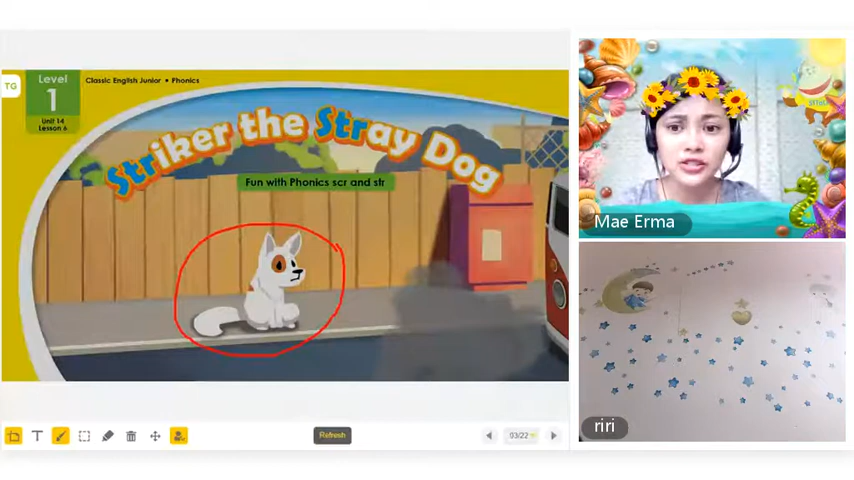 TG
Level
1
Unit 14
Lesson 6
Classic English Junior • Phonics
Striker the Stray Dog
Fun with Phonics scr and str
Refresh
03/22
Mae Erma
riri